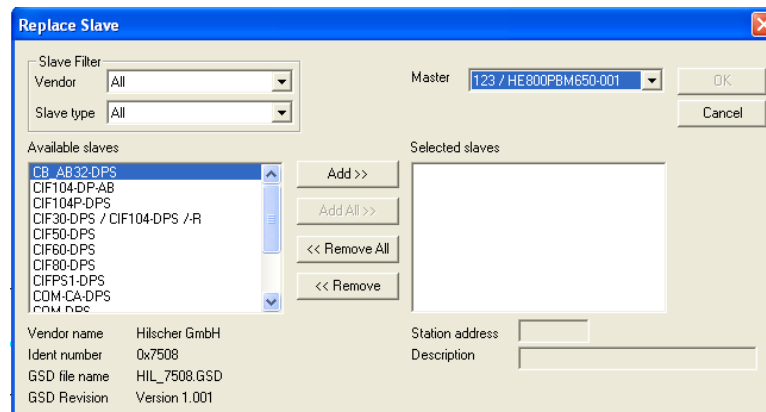 Replace Slave
Slave Filter
Vendor All
Slave type All
Master 123 / HE800PBM650-001
OK
Cancel
Available slaves
CB_AB32-DPS
CIF104-DP-AB
CIF104P-DPS
CIF30-DPS / CIF104-DPS /-R
CIF50-DPS
CIF60-DPS
CIF80-DPS
CIFPS1-DPS
COM-CA-DPS
COM-DPS
Add >>
Add All >>
<< Remove All
<< Remove
Selected slaves
Vendor name Hilscher GmbH
Ident number 0x7508
GSD file name HIL_7508.GSD
GSD Revision Version 1.001
Station address
Description